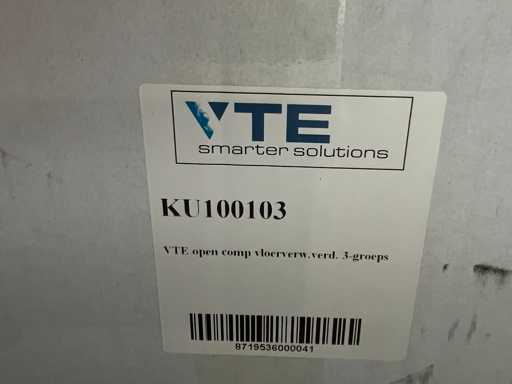 VTE
smarter solutions
KU100103
VTE open comp vloerverw.verd. 3-groeps
8719536000041